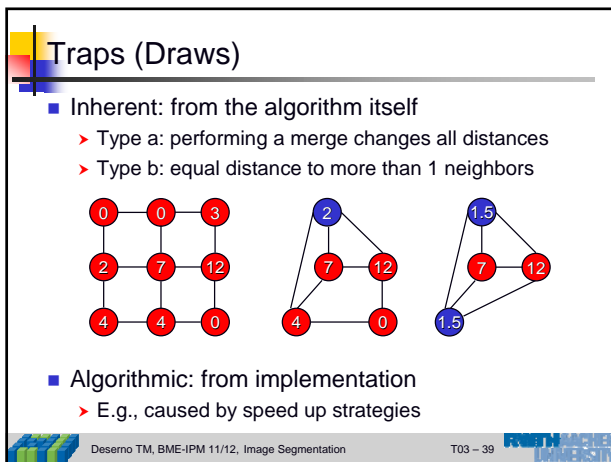 Traps (Draws)
Inherent: from the algorithm itself
Type a: performing a merge changes all distances
Type b: equal distance to more than 1 neighbors
0 0 3 2 1.5
2 7 12 7 12 7 12
4 4 0 4 0 1.5
Algorithmic: from implementation
E.g., caused by speed up strategies
Deserno TM, BME-IPM 11/12, Image Segmentation T03 – 39 RWTH AACHEN
UNIVERSITY